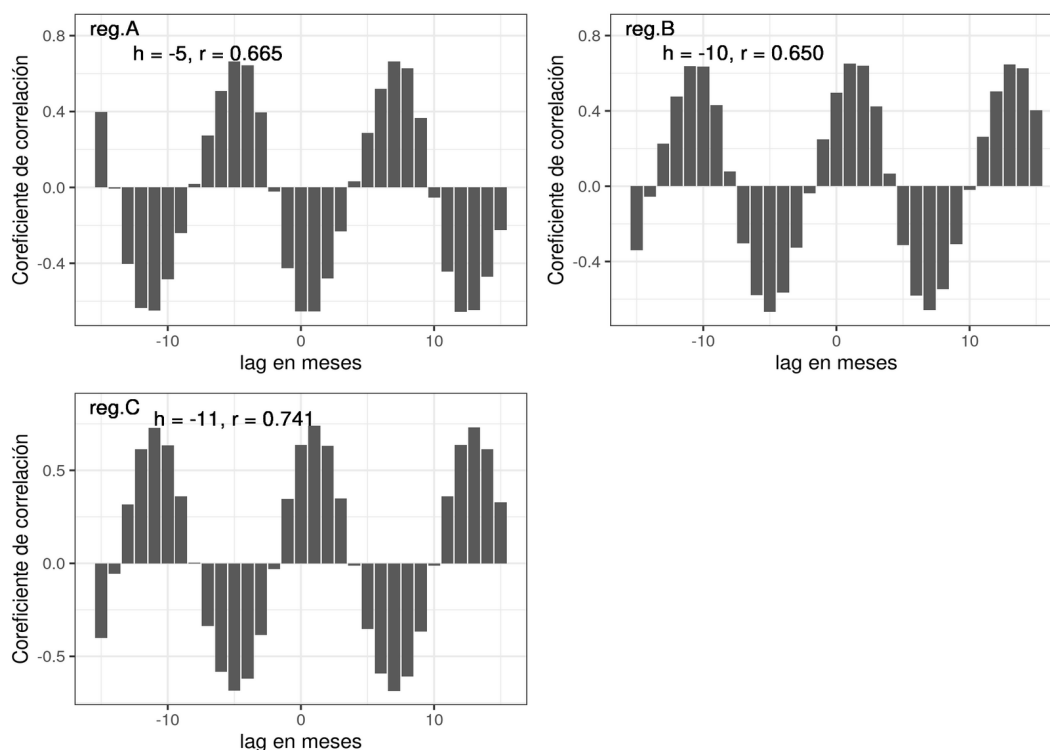 reg.A
h = -5, r = 0.665
0.8
0.4
0.0
-0.4
Coreficiente de correlación
-10 0 10
lag en meses
reg.B
h = -10, r = 0.650
0.8
0.4
0.0
-0.4
Coreficiente de correlación
-10 0 10
lag en meses
reg.C
h = -11, r = 0.741
0.5
0.0
-0.5
Coreficiente de correlación
-10 0 10
lag en meses